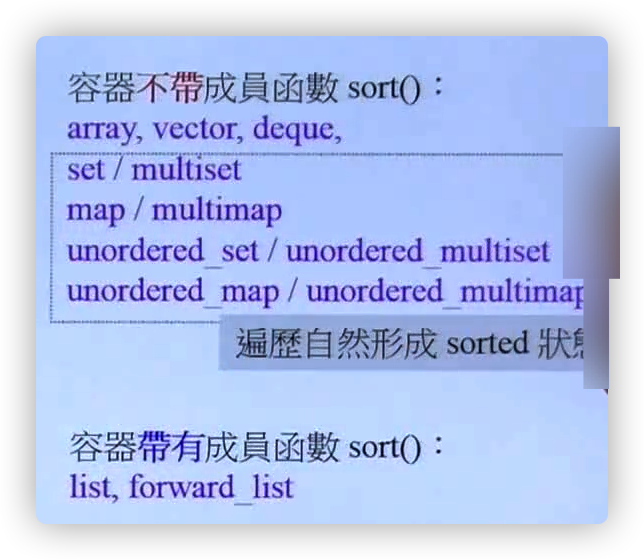 容器不帶成員函數 sort()：
array, vector, deque,
set / multiset
map / multimap
unordered_set / unordered_multiset
unordered_map / unordered_multimap
遍歷自然形成 sorted 狀態
容器帶有成員函數 sort()：
list, forward_list